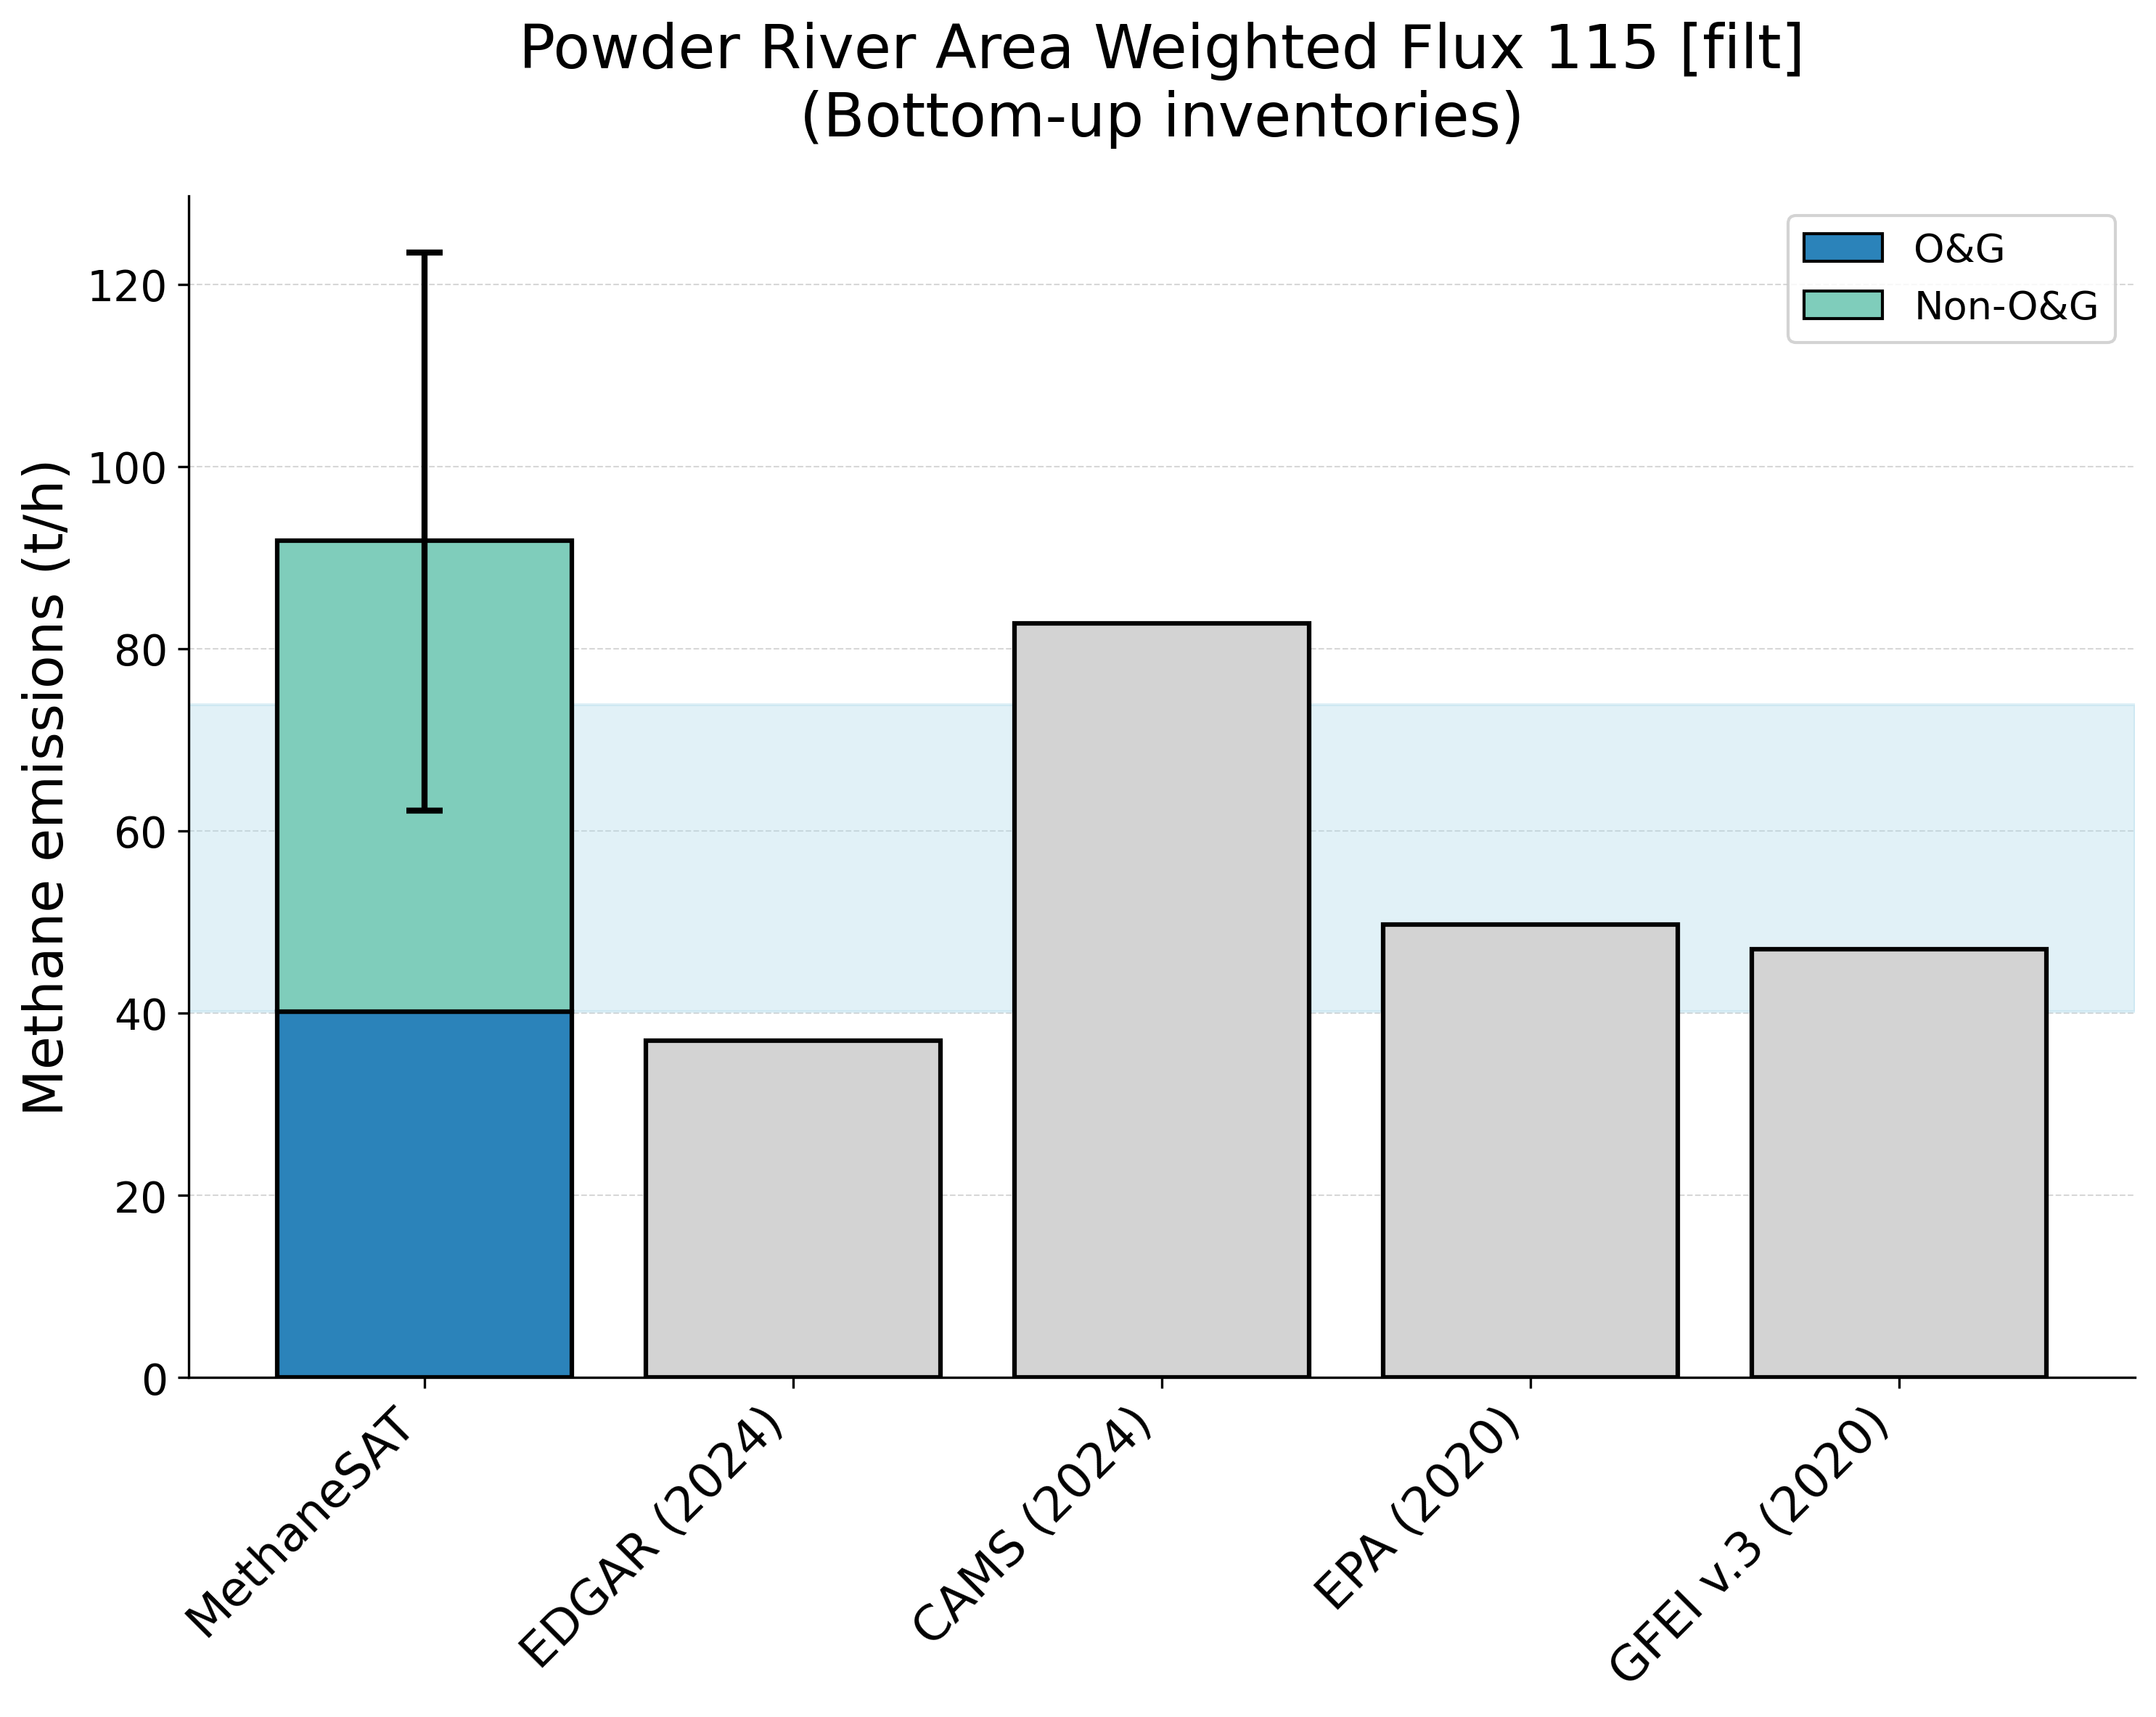 Powder River Area Weighted Flux 115 [filt]
(Bottom-up inventories)
Methane emissions (t/h)
120
100
80
60
40
20
0
O&G
Non-O&G
MethaneSAT
EDGAR (2024)
CAMS (2024)
EPA (2020)
GFEI v.3 (2020)